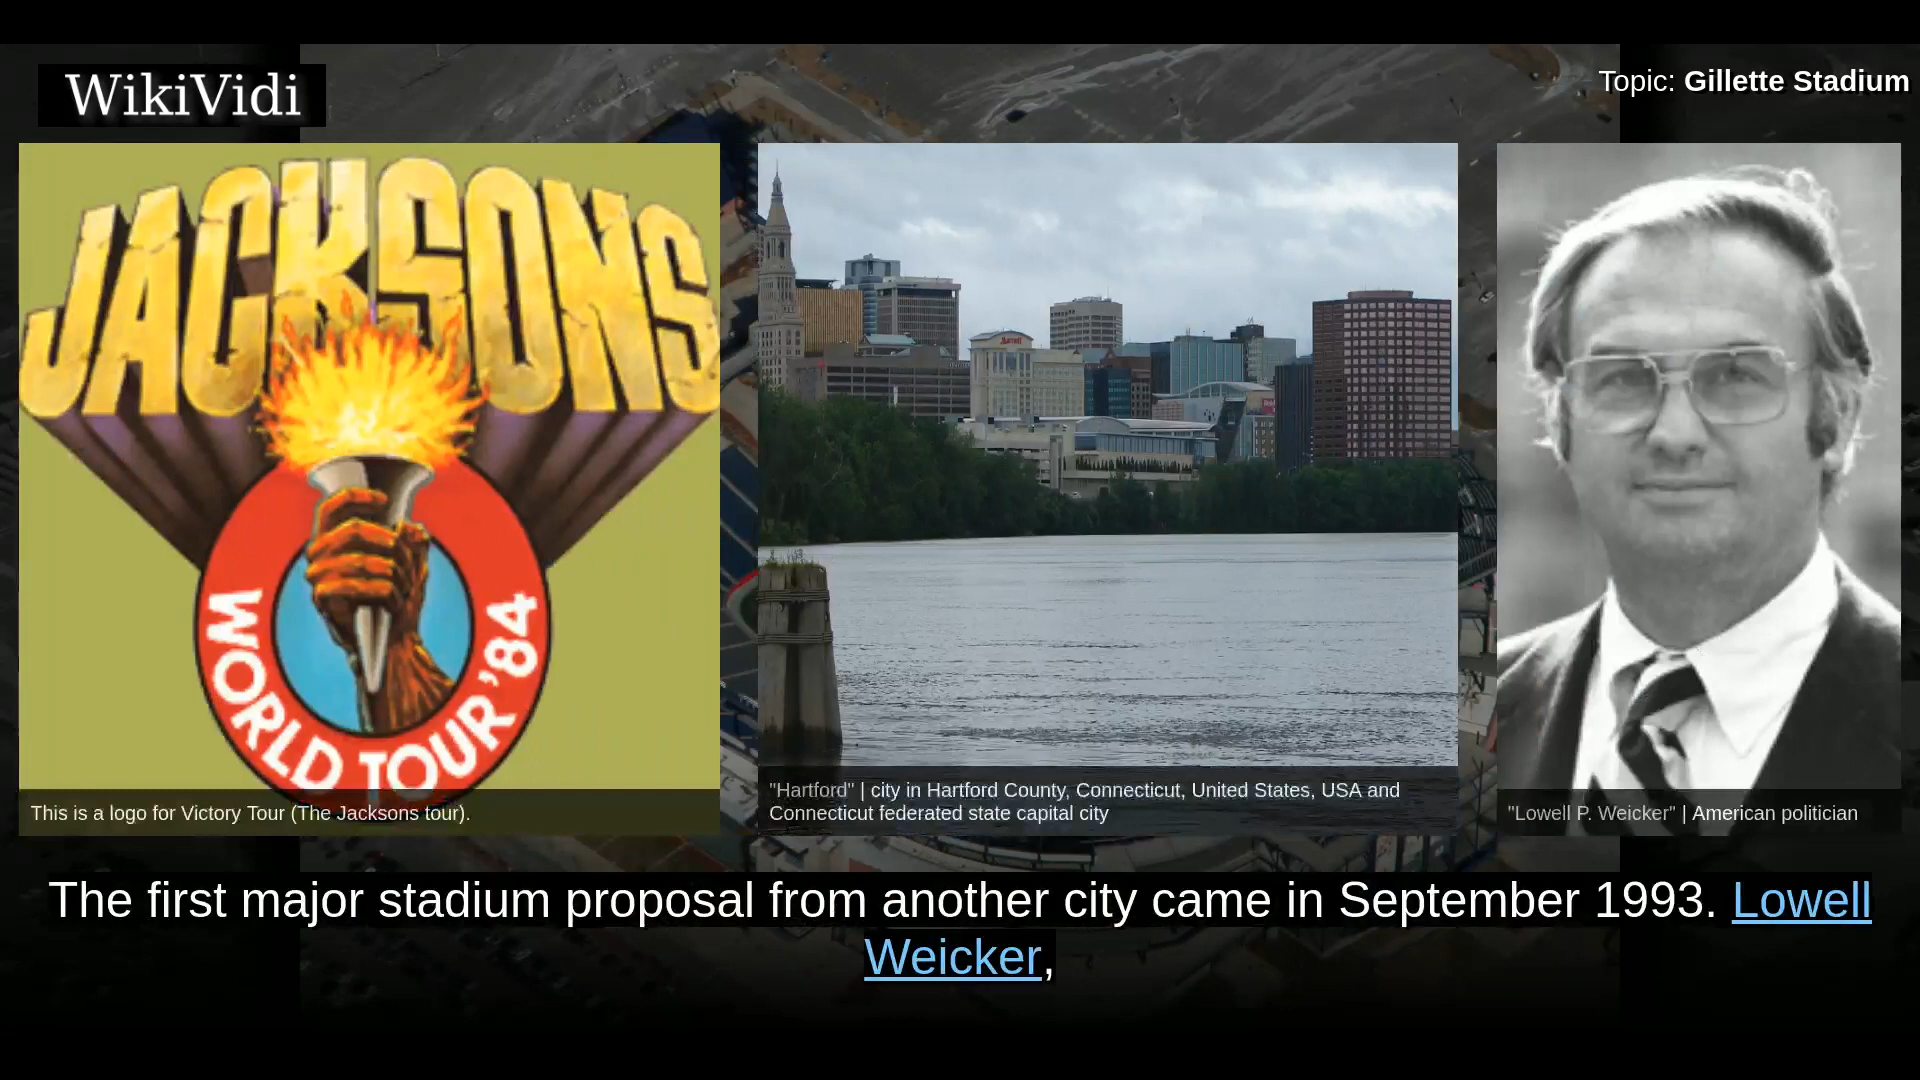 WikiVidi
Topic: Gillette Stadium
JACKSONS
WORLD TOUR '84
This is a logo for Victory Tour (The Jacksons tour).
Marriott
"Hartford" | city in Hartford County, Connecticut, United States, USA and
Connecticut federated state capital city
"Lowell P. Weicker" | American politician
The first major stadium proposal from another city came in September 1993. Lowell
Weicker,